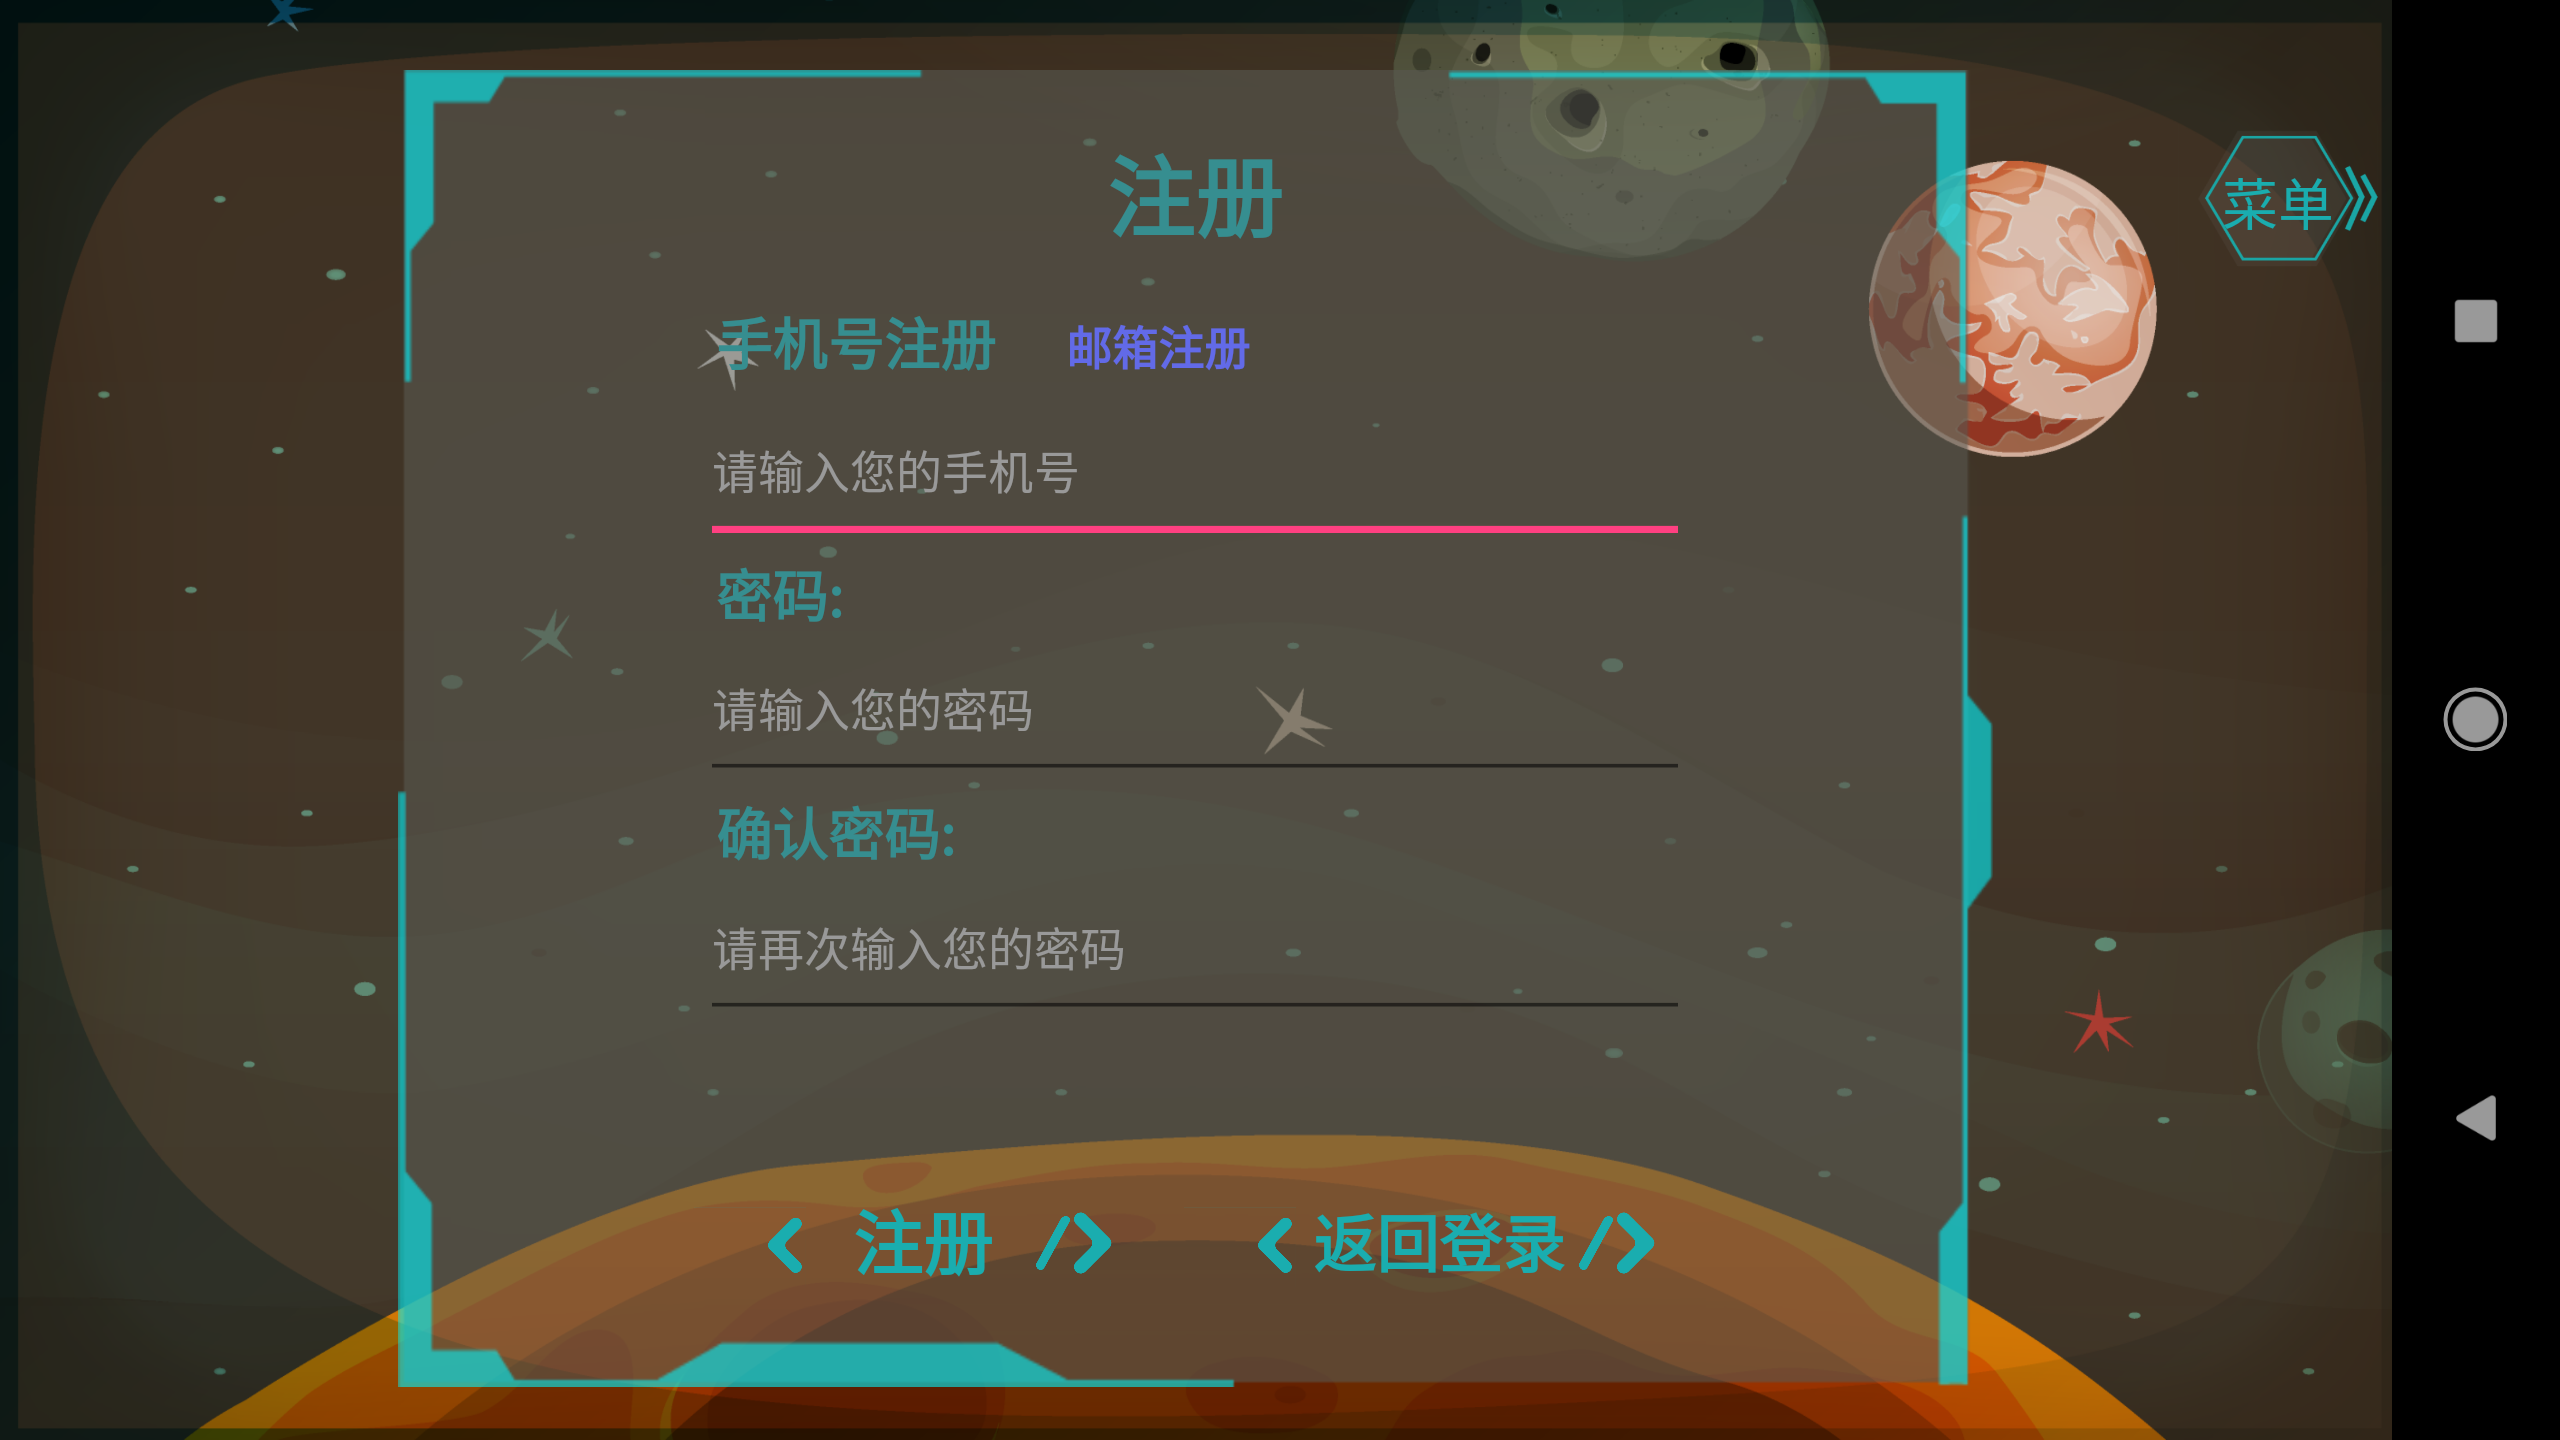 注册
菜单
手机号注册 邮箱注册
请输入您的手机号
密码:
请输入您的密码
确认密码:
请再次输入您的密码
< 注册 /> < 返回登录 />